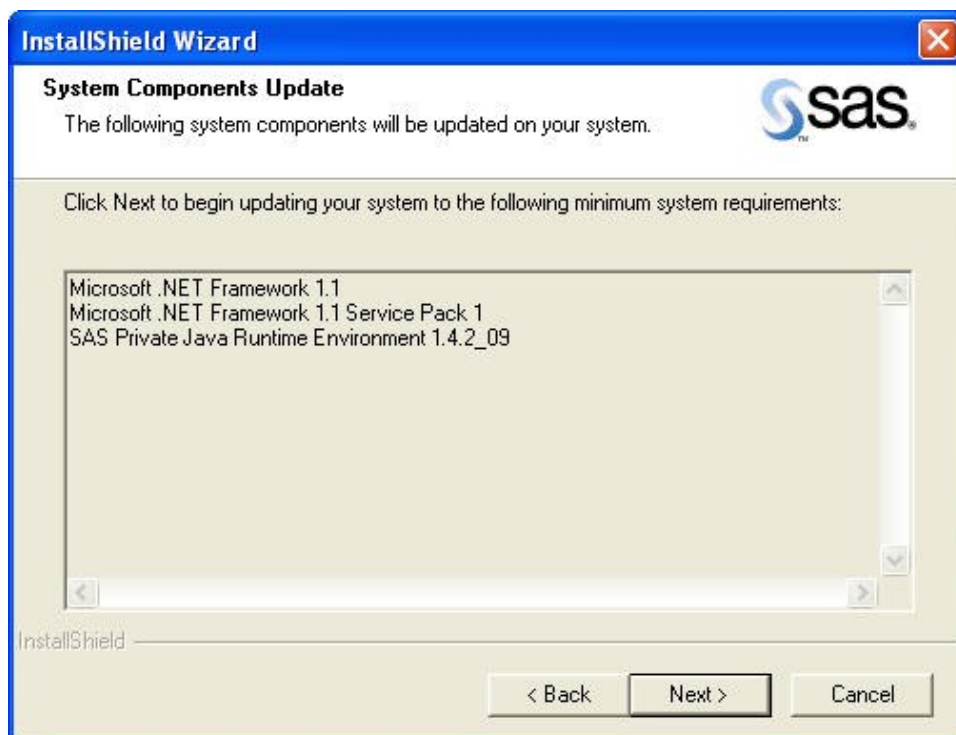 InstallShield Wizard
System Components Update
The following system components will be updated on your system.
sas.
TM
®
Click Next to begin updating your system to the following minimum system requirements:
Microsoft .NET Framework 1.1
Microsoft .NET Framework 1.1 Service Pack 1
SAS Private Java Runtime Environment 1.4.2_09
InstallShield
< Back
Next >
Cancel